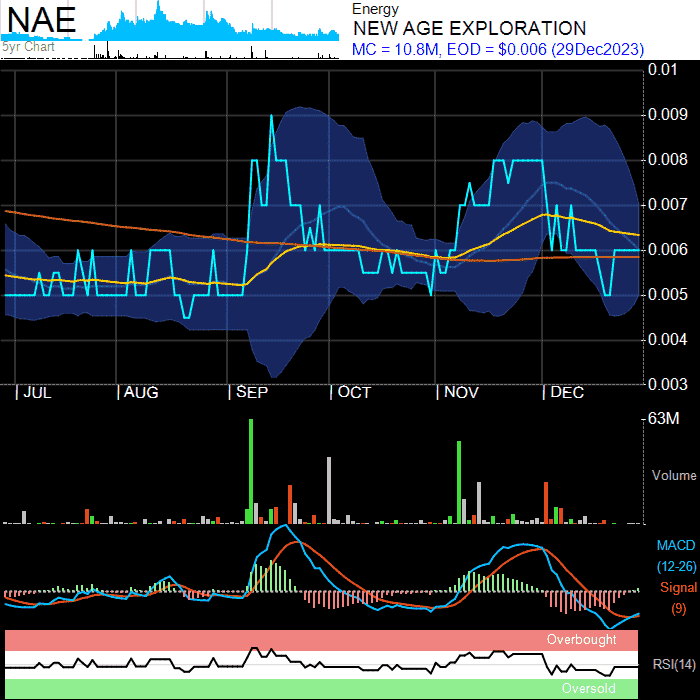 NAE
5yr Chart
Energy
NEW AGE EXPLORATION
MC = 10.8M, EOD = $0.006 (29Dec2023)
0.01
0.009
0.008
0.007
0.006
0.005
0.004
0.003
JUL AUG SEP OCT NOV DEC
63M
Volume
MACD
(12-26)
Signal
(9)
Overbought
RSI(14)
Oversold